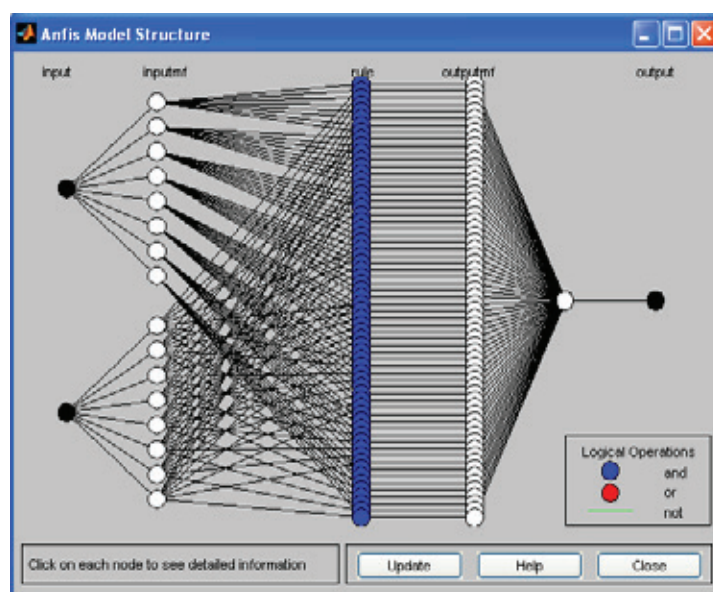 Anfis Model Structure
input inputmf rule outputmf output
Logical Operations
and
or
not
Click on each node to see detailed information
Update Help Close